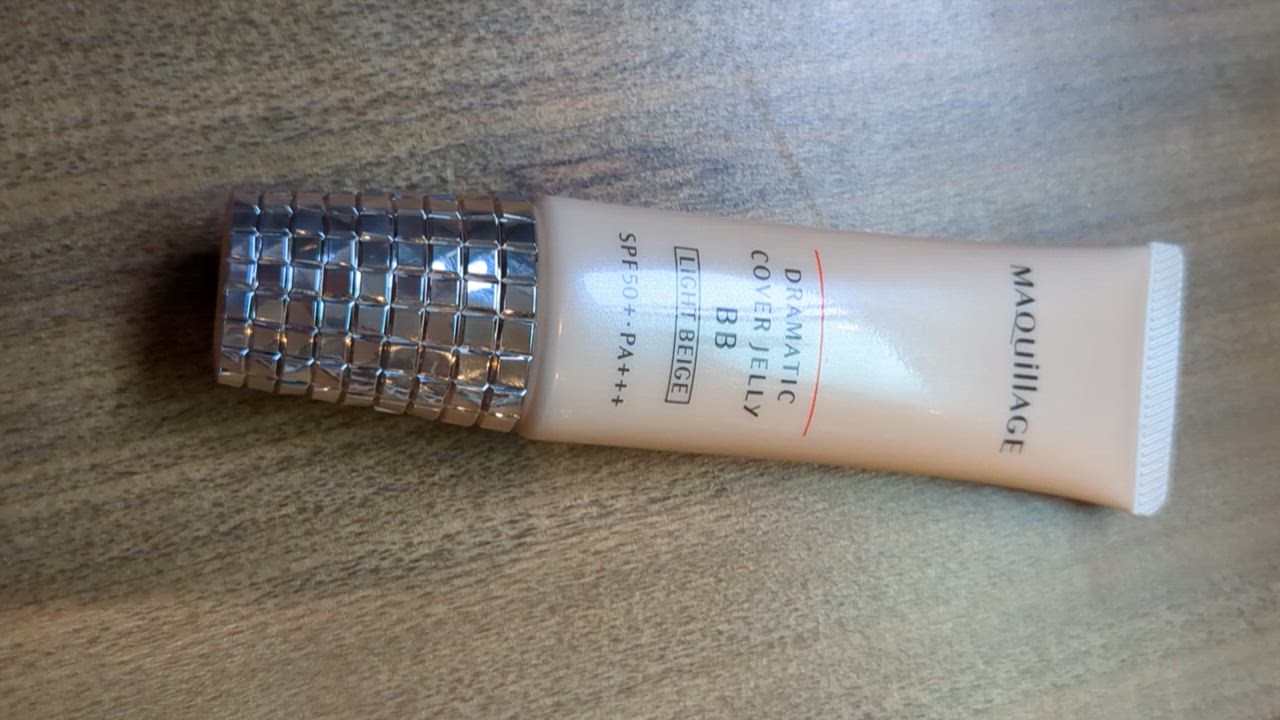 MAQuillAGE
DRAMATIC
COVER JELLY
BB
LIGHT BEIGE
SPF50+・PA+++